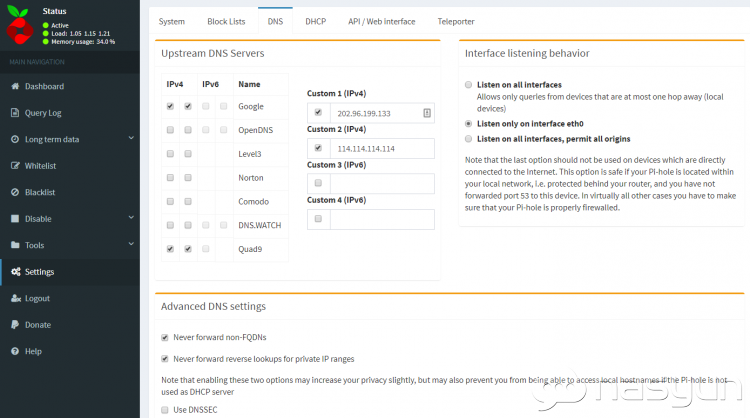 Status
Active
Load: 1.05 1.15 1.21
Memory usage: 34.0 %
MAIN NAVIGATION
Dashboard
Query Log
Long term data
Whitelist
Blacklist
Disable
Tools
Settings
Logout
Donate
Help
System
Block Lists
DNS
DHCP
API / Web Interface
Teleporter
Upstream DNS Servers
IPv4 IPv6 Name
Google
OpenDNS
Level3
Norton
Comodo
DNS.WATCH
Quad9
Custom 1 (IPv4)
202.96.199.133
Custom 2 (IPv4)
114.114.114.114
Custom 3 (IPv6)
Custom 4 (IPv6)
Interface listening behavior
Listen on all interfaces
Allows only queries from devices that are at most one hop away (local
devices)
Listen only on interface eth0
Listen on all interfaces, permit all origins
Note that the last option should not be used on devices which are directly
connected to the Internet. This option is safe if your Pi-hole is located within
your local network, i.e. protected behind your router, and you have not
forwarded port 53 to this device. In virtually all other cases you have to make
sure that your Pi-hole is properly firewalled.
Advanced DNS settings
Never forward non-FQDNs
Never forward reverse lookups for private IP ranges
Note that enabling these two options may increase your privacy slightly, but may also prevent you from being able to access local hostnames if the Pi-hole is not
used as DHCP server
Use DNSSEC
nasyun